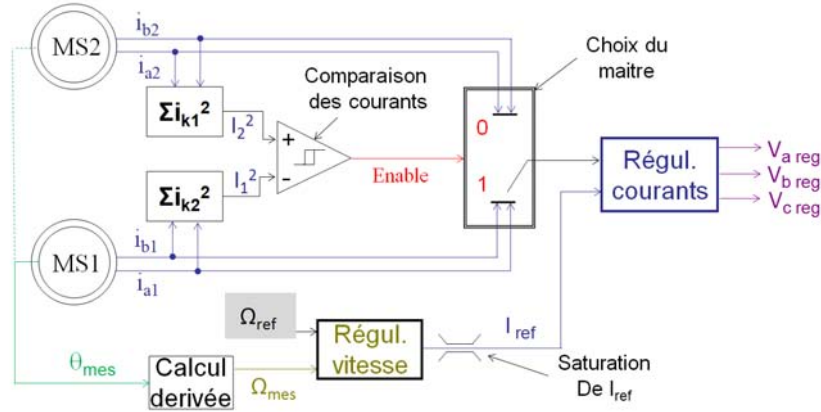 i_b2
MS2
i_a2
Choix du
maitre
Comparaison
des courants
Σi_k1²
I_2²
+
-
0
Enable
1
Régul.
courants
V_a reg
V_b reg
V_c reg
Σi_k2²
I_1²
i_b1
MS1
i_a1
Ω_ref
Régul.
vitesse
I_ref
Saturation
De I_ref
θ_mes
Calcul
derivée
Ω_mes